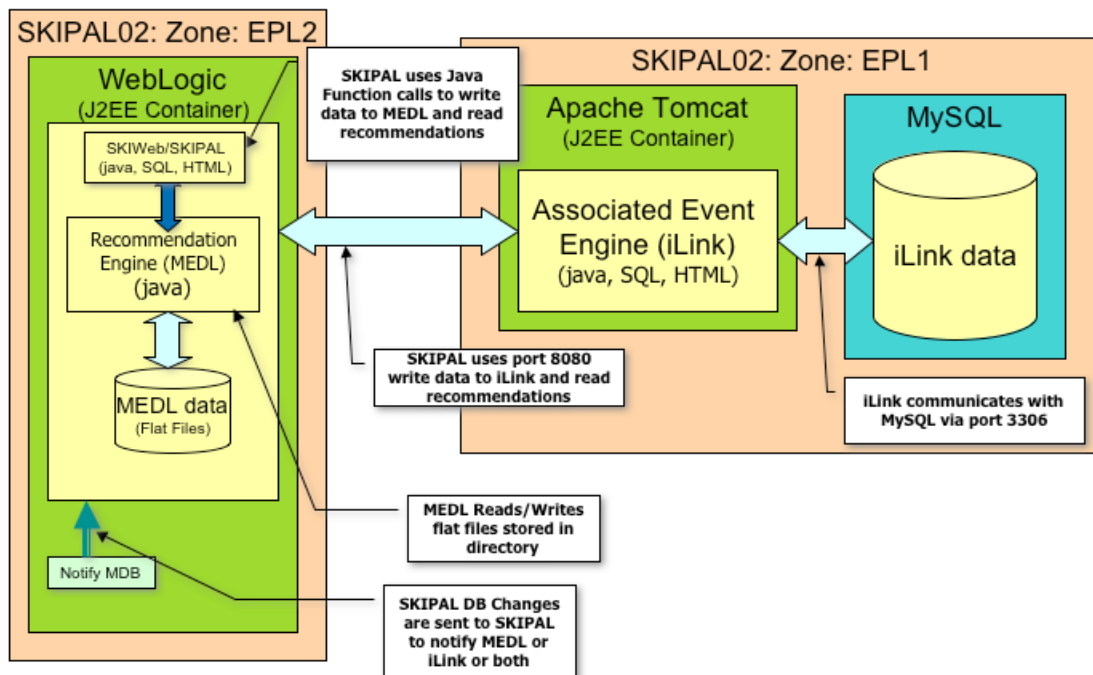 SKIPAL02: Zone: EPL2
WebLogic
(J2EE Container)
SKIWeb/SKIPAL
(java, SQL, HTML)
Recommendation
Engine (MEDL)
(java)
MEDL data
(Flat Files)
Notify MDB
SKIPAL uses Java
Function calls to write
data to MEDL and read
recommendations
SKIPAL02: Zone: EPL1
Apache Tomcat
(J2EE Container)
Associated Event
Engine (iLink)
(java, SQL, HTML)
MySQL
iLink data
SKIPAL uses port 8080
write data to iLink and read
recommendations
iLink communicates with
MySQL via port 3306
MEDL Reads/Writes
flat files stored in
directory
SKIPAL DB Changes
are sent to SKIPAL
to notify MEDL or
iLink or both